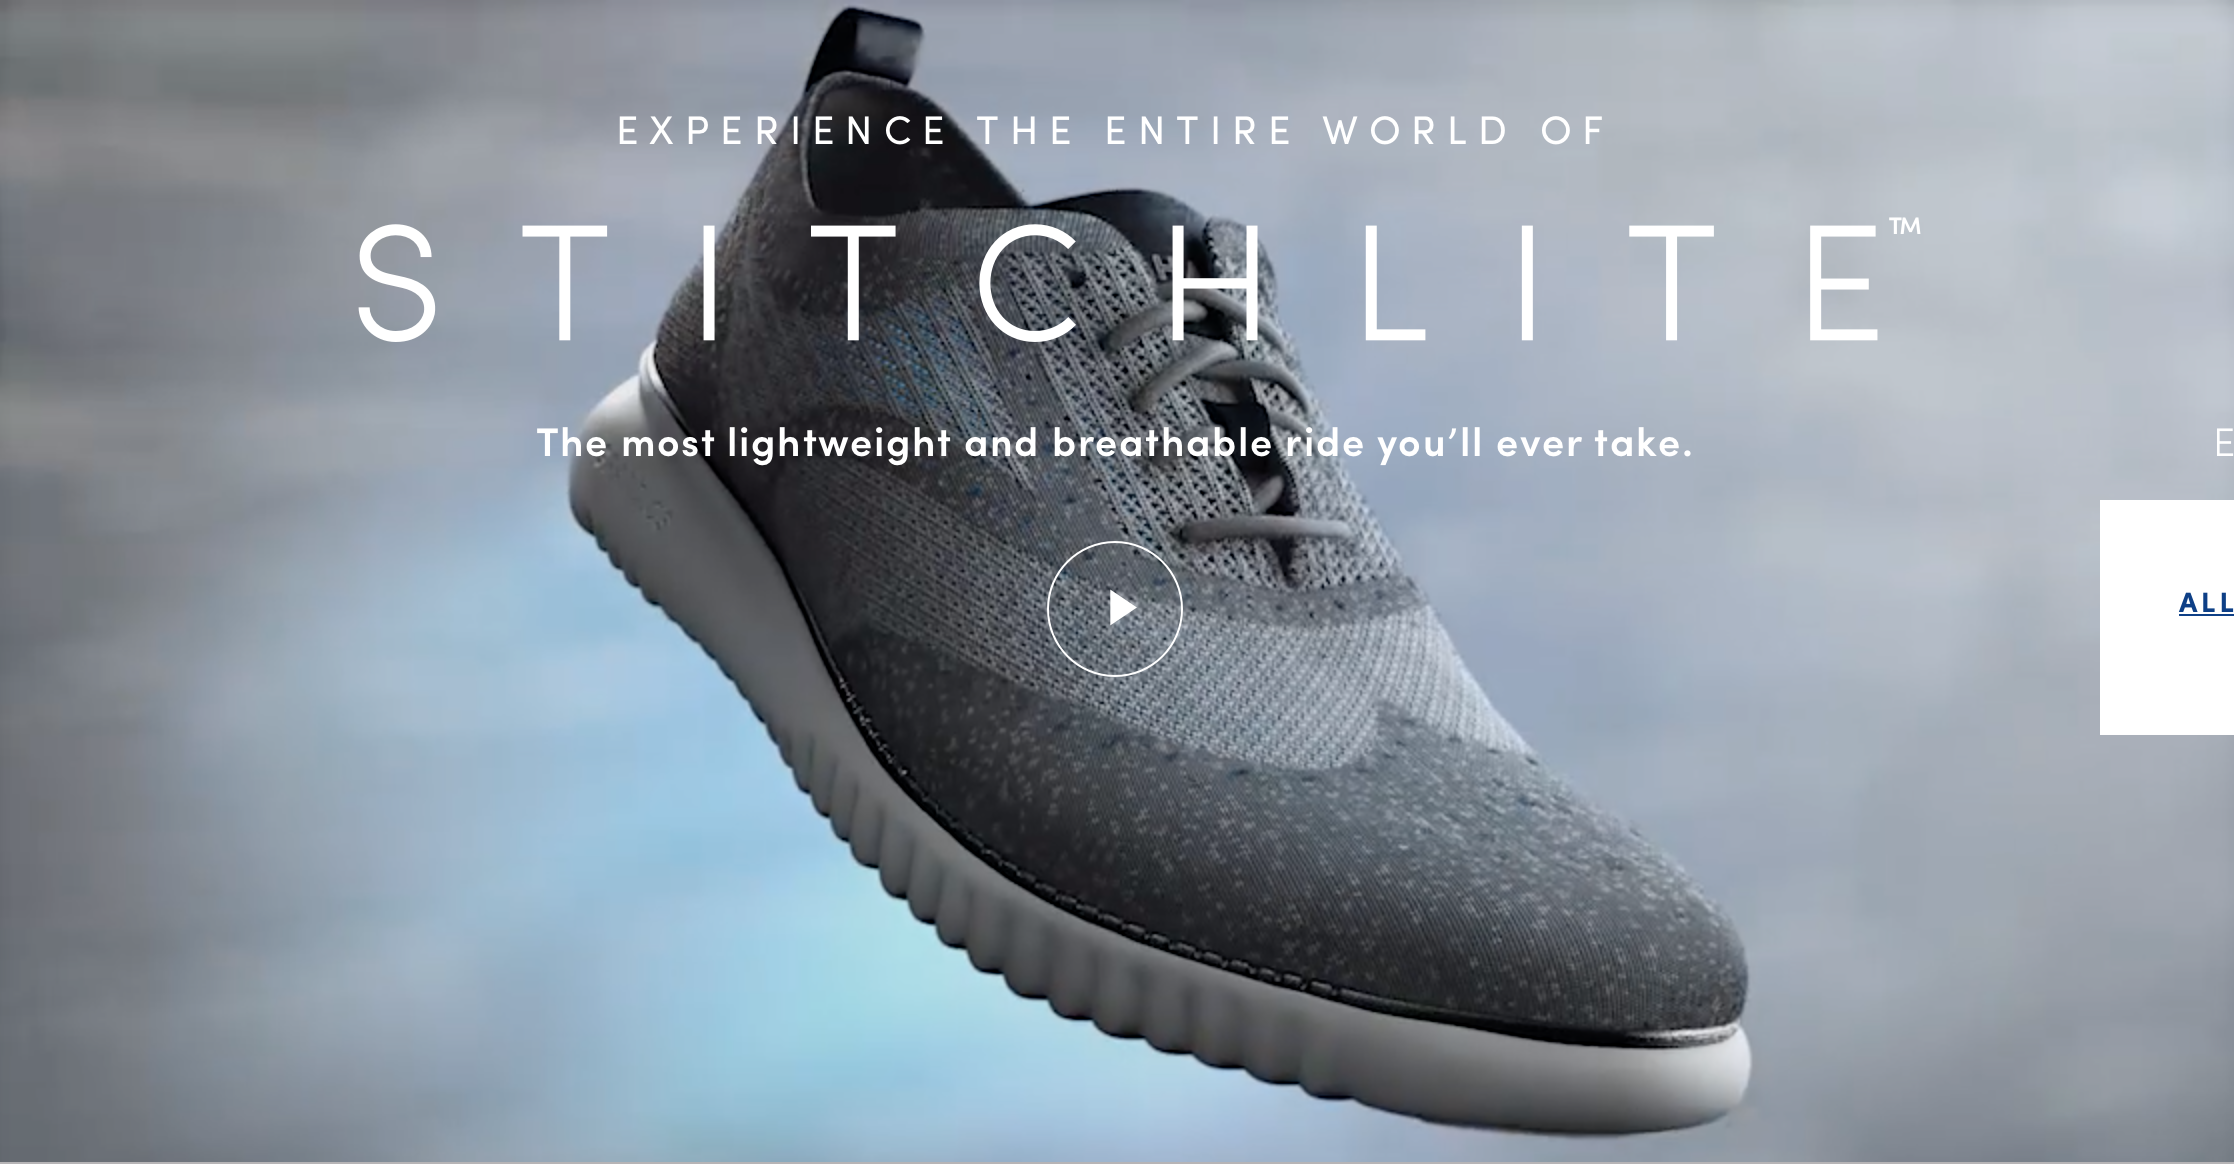 EXPERIENCE THE ENTIRE WORLD OF
STITCHLITE™
The most lightweight and breathable ride you’ll ever take.
E
ALL